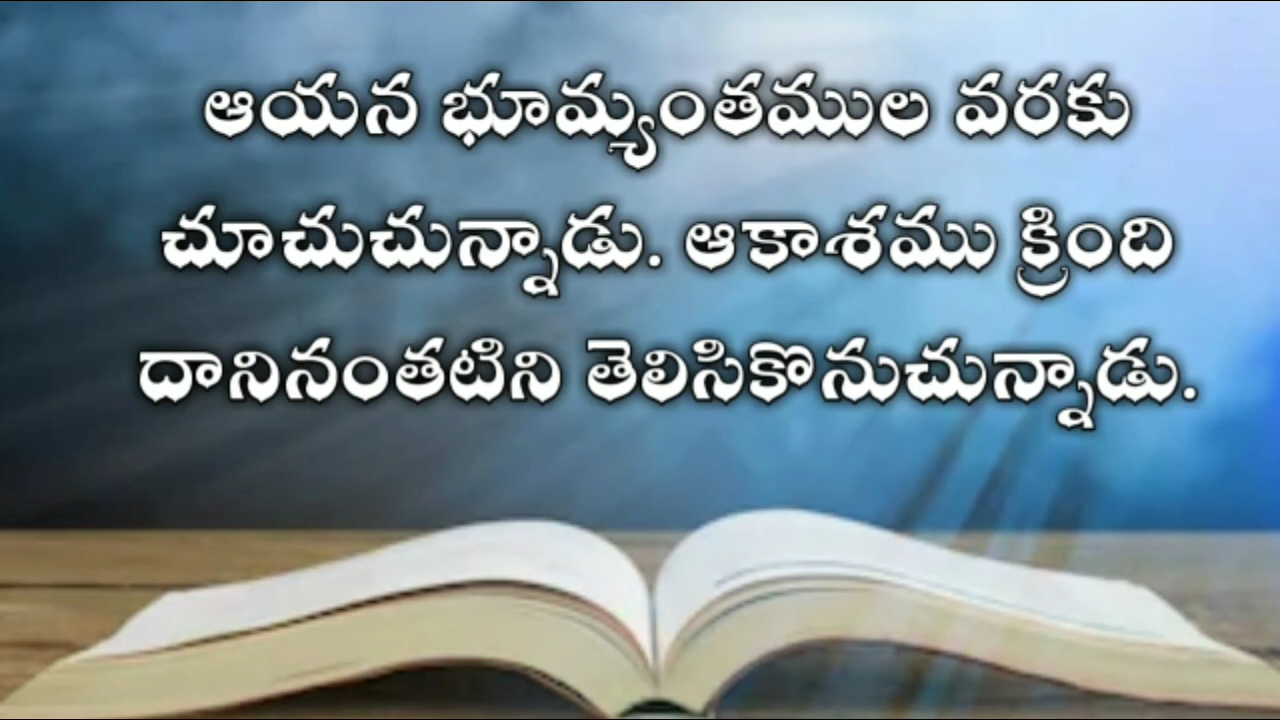 ఆయన భూమ్యంతముల వరకు
చూచుచున్నాడు. ఆకాశము క్రింది
దానినంతటిని తెలిసికొనుచున్నాడు.